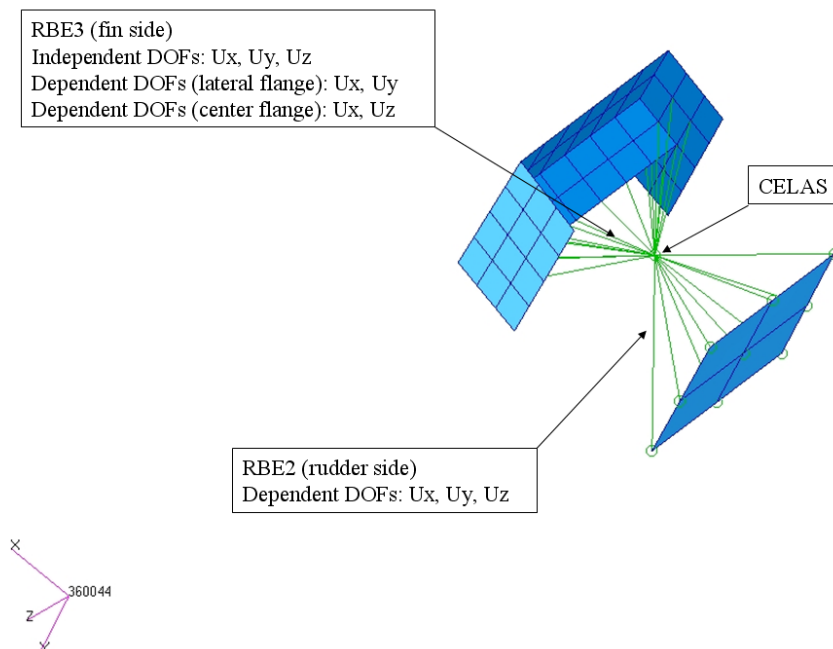 RBE3 (fin side)
Independent DOFs: Ux, Uy, Uz
Dependent DOFs (lateral flange): Ux, Uy
Dependent DOFs (center flange): Ux, Uz
CELAS
RBE2 (rudder side)
Dependent DOFs: Ux, Uy, Uz
X
360044
Z
Y